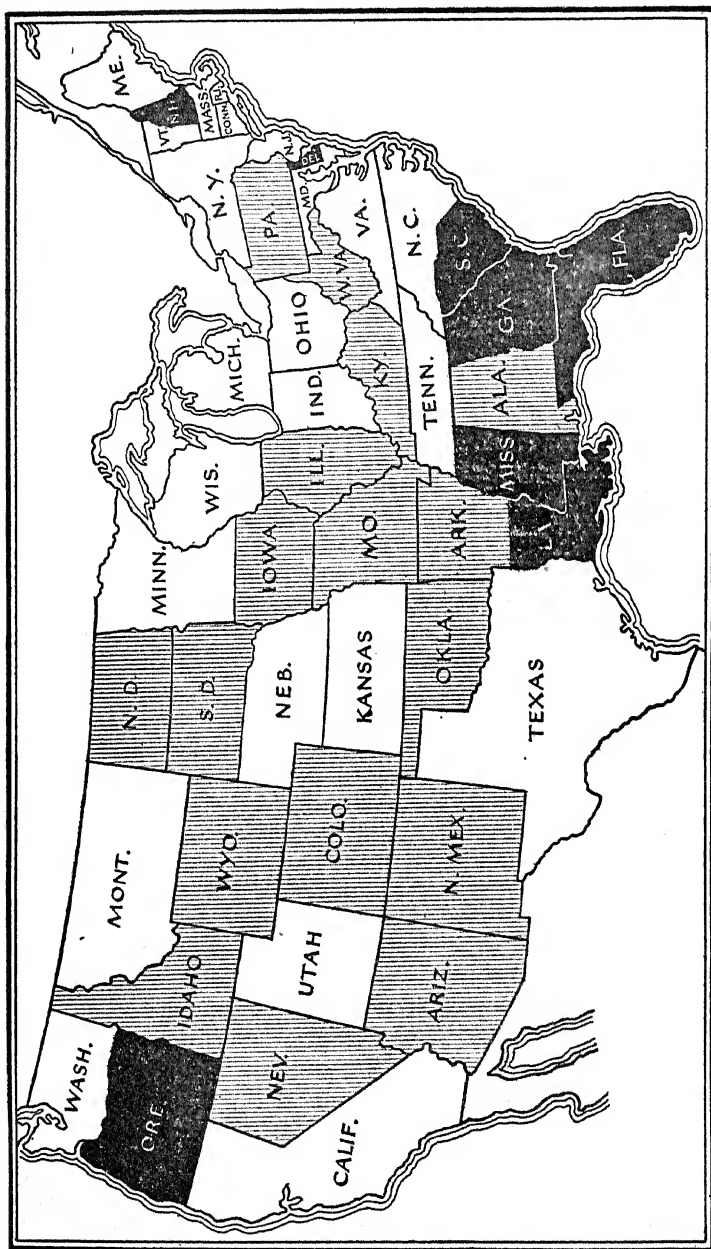 WASH.
ORE.
CALIF.
NEV.
IDAHO
MONT.
WYO.
UTAH
ARIZ.
COLO.
N. MEX.
N. D.
S. D.
NEB.
KANSAS
OKLA.
TEXAS
MINN.
IOWA
MO
ARK.
LA
WIS.
ILL.
MISS
MICH.
IND.
OHIO
KY.
TENN.
ALA.
GA
FLA.
S. C.
N. C.
VA.
W. VA.
MD.
DEL
PA.
N.J.
N. Y.
CONN
R.I.
MASS.
VT.
N.H.
ME.